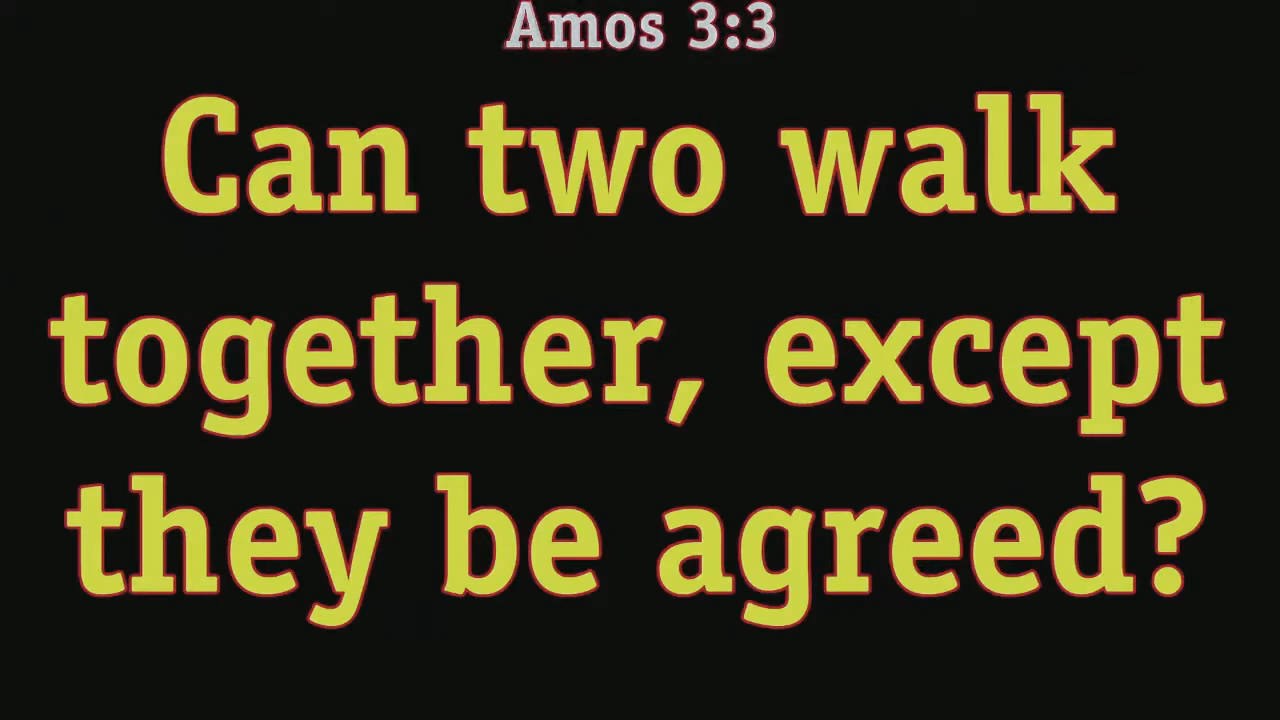 Amos 3:3
Can two walk
together, except
they be agreed?